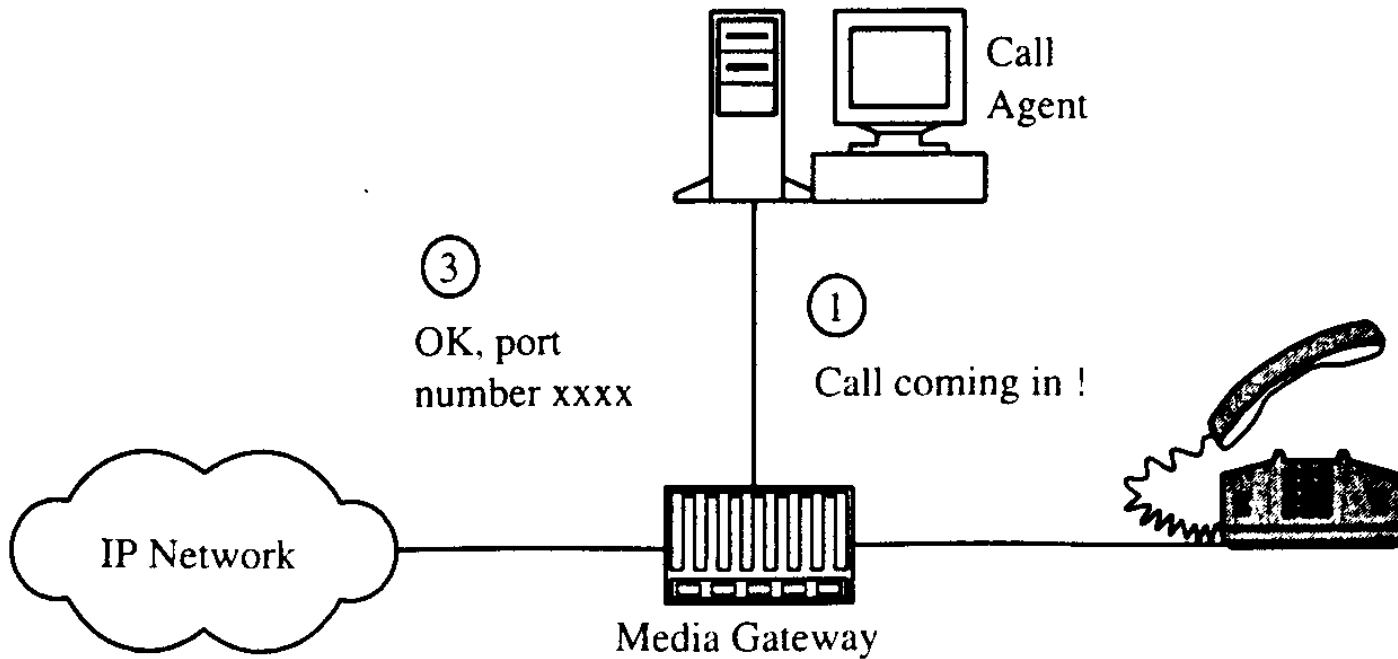 Call
Agent
3
OK, port
number xxxx
1
Call coming in !
IP Network
Media Gateway